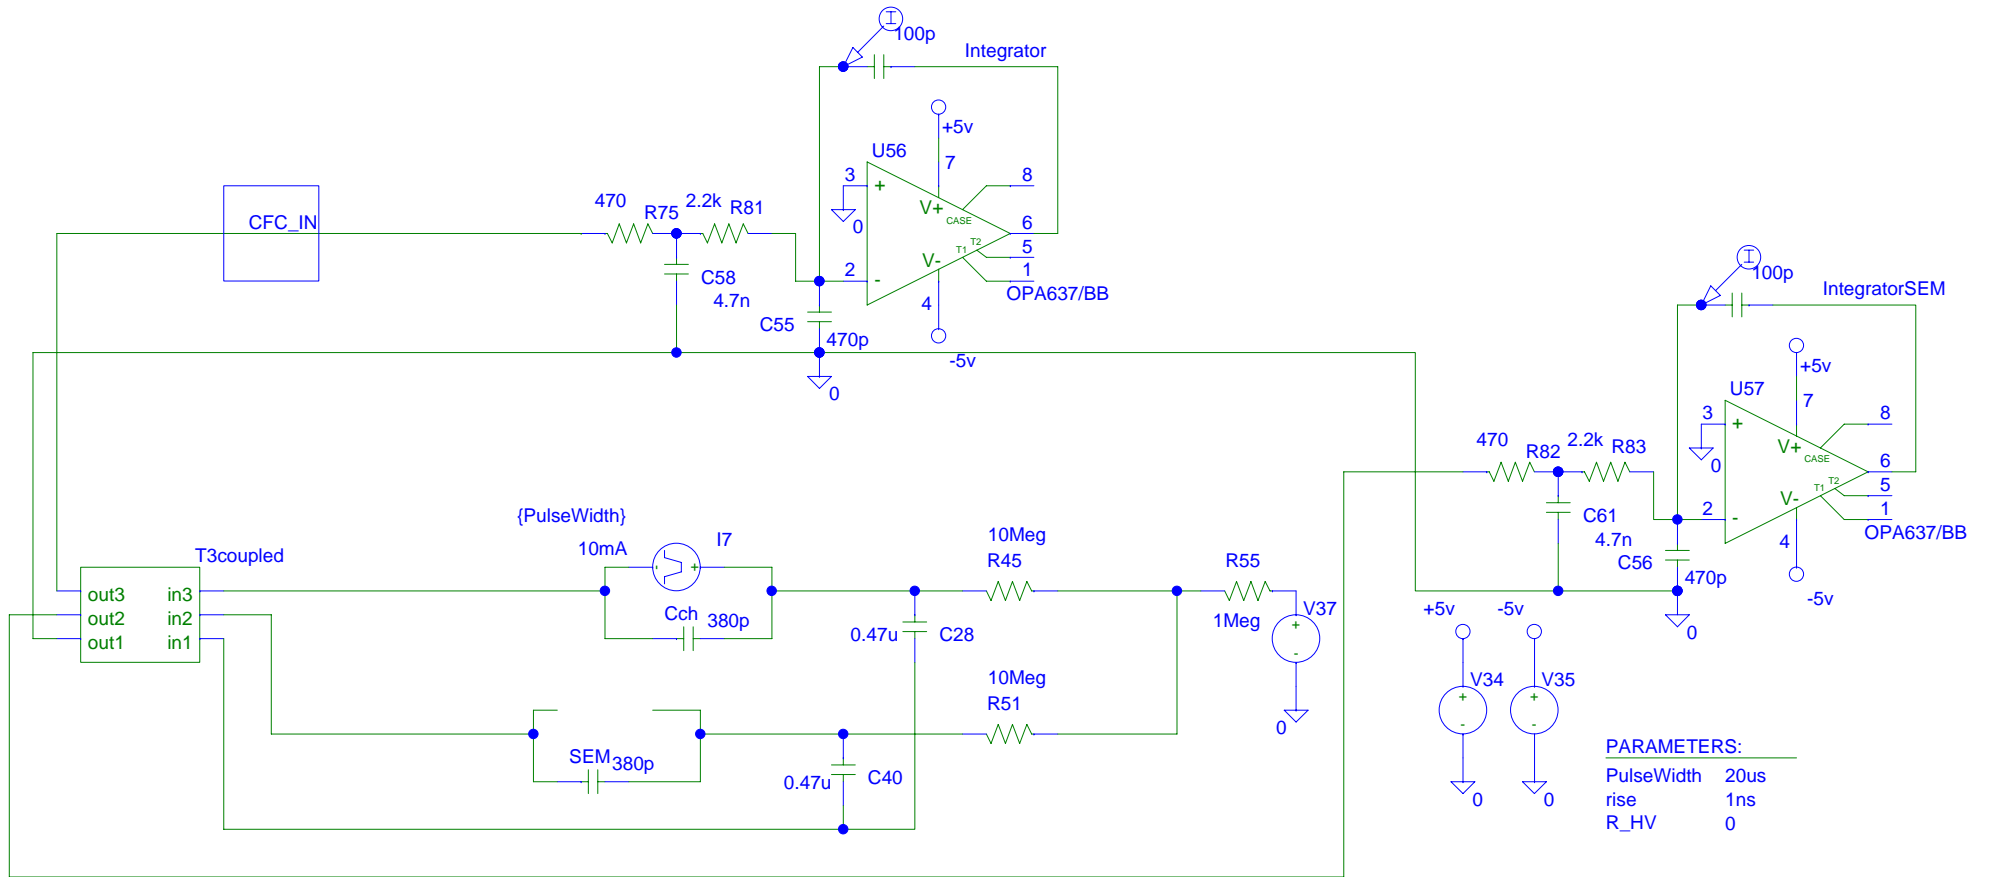 I
100p
Integrator
+5v
U56
7
3
+
8
470
R75
2.2k
R81
V+
CASE
0
CFC_IN
6
T2
T1
5
V-
2
-
1
C58
4.7n
OPA637/BB
4
C55
470p
-5v
0
I
100p
IntegratorSEM
+5v
U57
7
3
+
8
470
R82
2.2k
R83
V+
CASE
0
6
T2
T1
5
V-
2
-
1
C61
4.7n
OPA637/BB
4
C56
470p
-5v
0
{PulseWidth}
10mA
I7
-
+
T3coupled
out3 in3
out2 in2
out1 in1
Cch
380p
10Meg
R45
R55
1Meg
V37
+
-
0
0.47u
C28
10Meg
R51
SEM
380p
0.47u
C40
+5v
-5v
V34
+
-
0
V35
+
-
0
PARAMETERS:
PulseWidth 20us
rise 1ns
R_HV 0